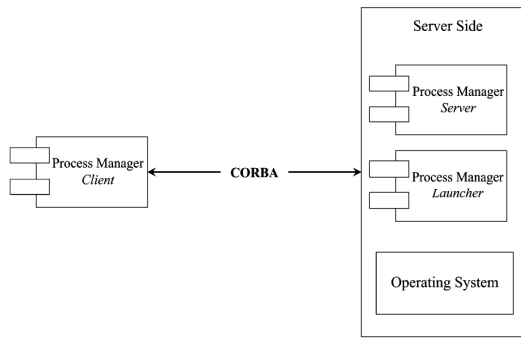 Server Side
Process Manager
Server
Process Manager
Client
CORBA
Process Manager
Launcher
Operating System